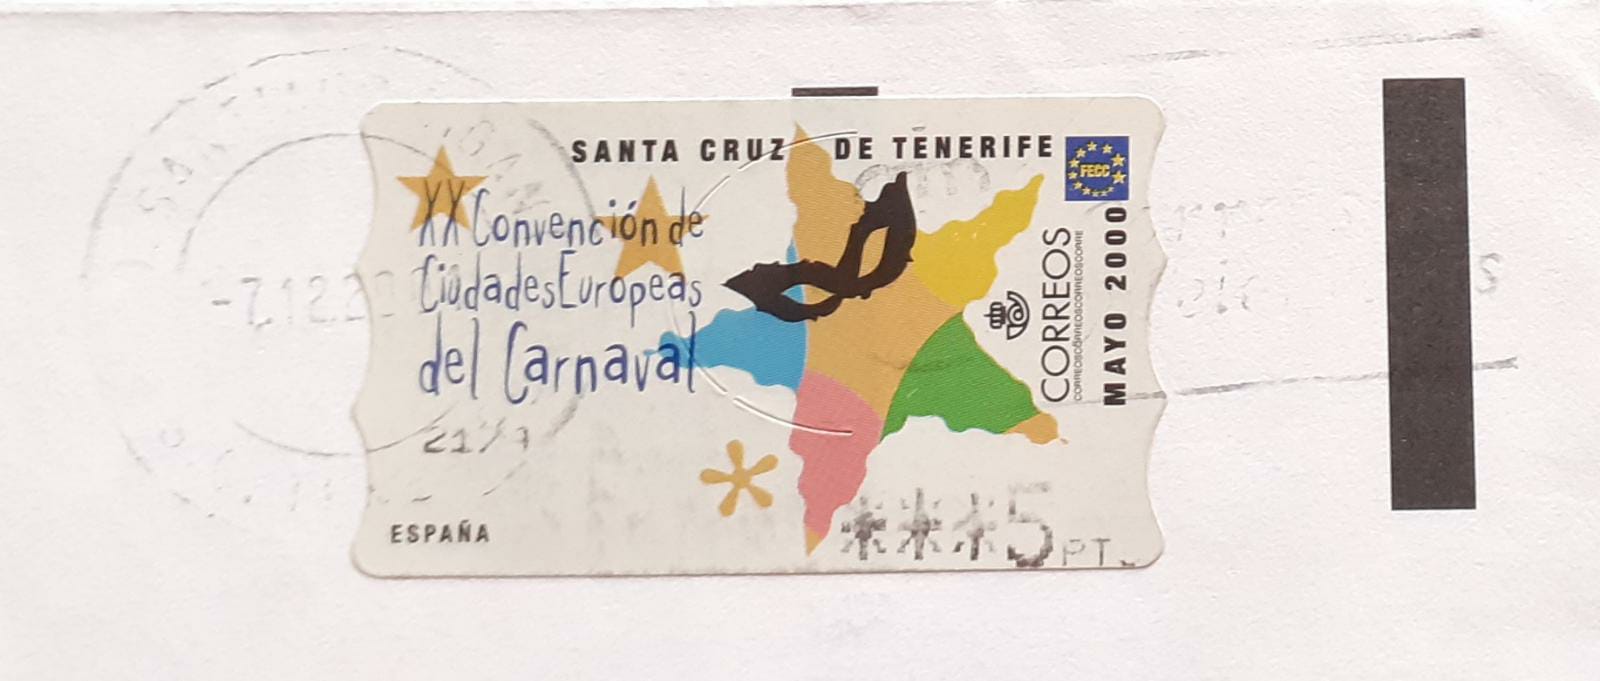 SANTA CRUZ DE TENERIFE
FECC
XX Convención de
Ciudades Europeas
del Carnaval
CORREOS
MAYO 2000
ESPAÑA
***5 PT.